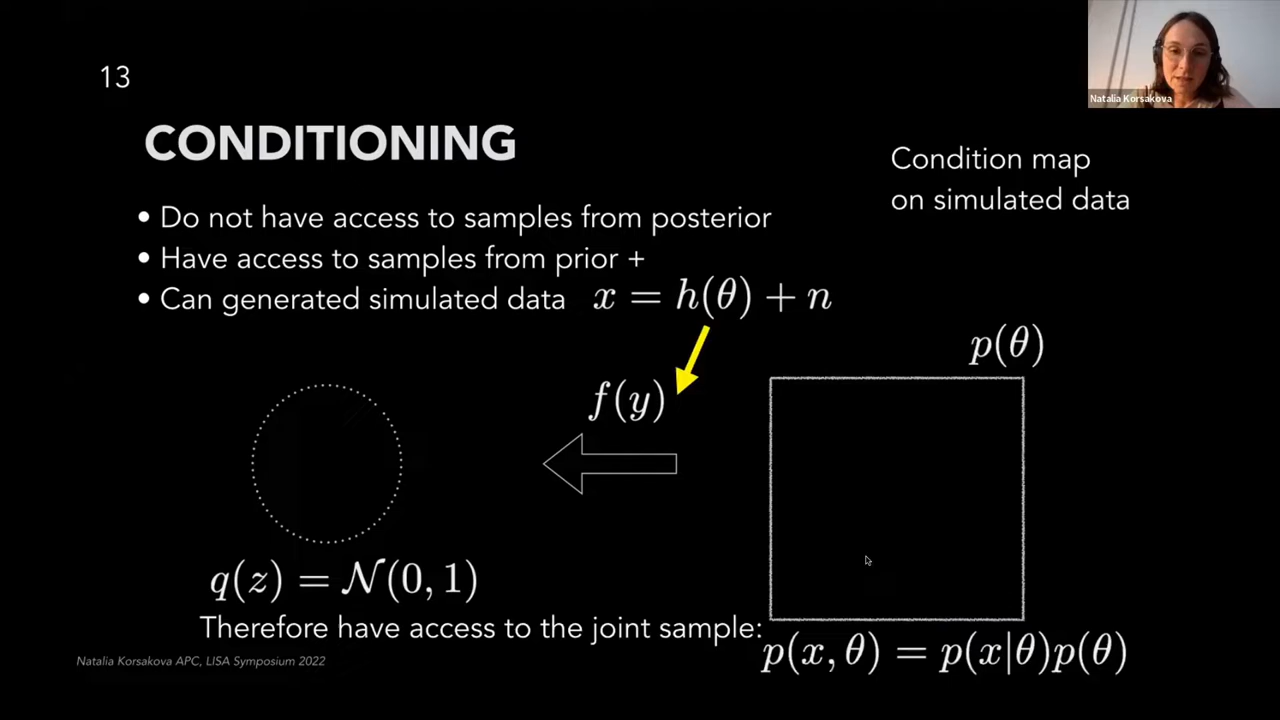 13
Natalia Korsakova
CONDITIONING
Condition map
on simulated data
• Do not have access to samples from posterior
• Have access to samples from prior +
• Can generated simulated data x = h(θ) + n
p(θ)
f(y)
q(z) = 𝒩(0, 1)
Therefore have access to the joint sample:
p(x, θ) = p(x|θ)p(θ)
Natalia Korsakova APC, LISA Symposium 2022